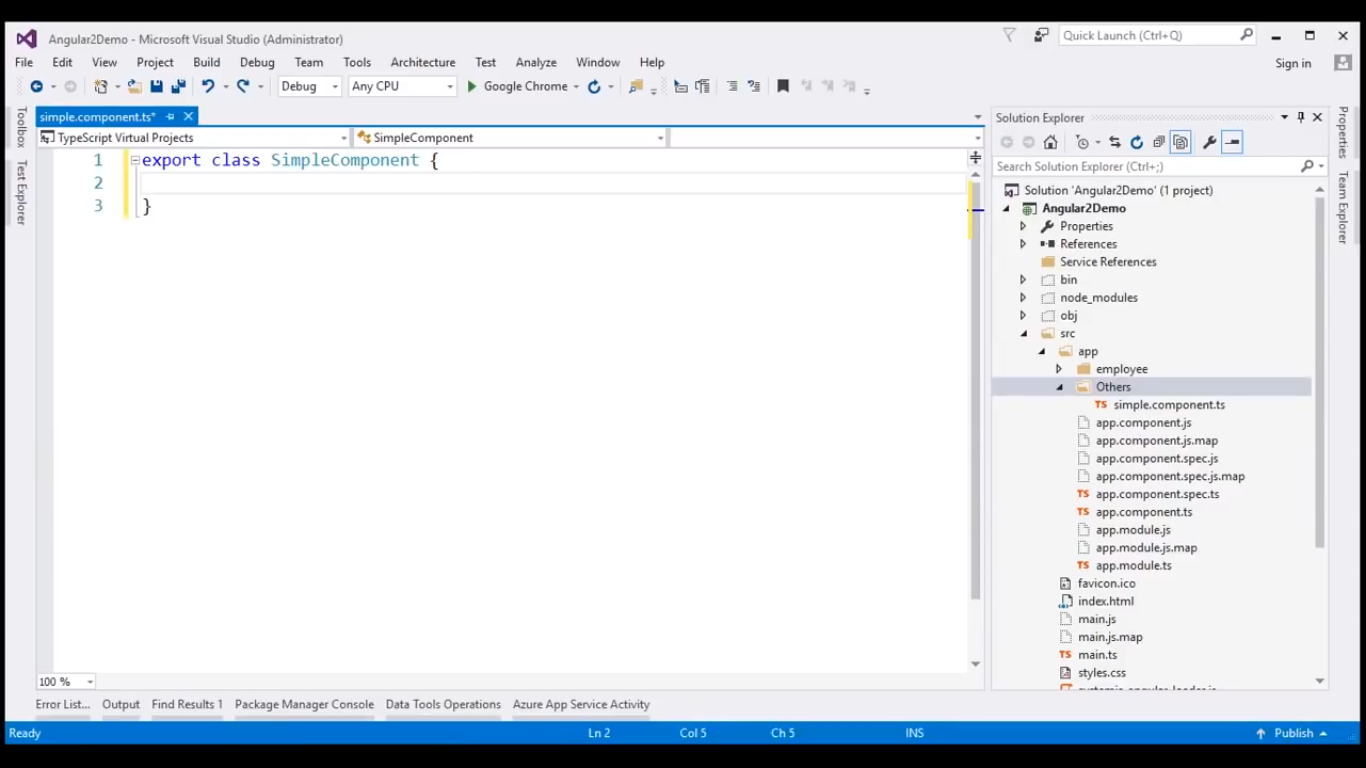 Angular2Demo - Microsoft Visual Studio (Administrator)
Quick Launch (Ctrl+Q)
File Edit View Project Build Debug Team Tools Architecture Test Analyze Window Help
Sign in
Debug Any CPU Google Chrome
Toolbox
Test Explorer
simple.component.ts*
TypeScript Virtual Projects
SimpleComponent
1 export class SimpleComponent {
2
3 }
100 %
Solution Explorer
Search Solution Explorer (Ctrl+;)
Solution 'Angular2Demo' (1 project)
Angular2Demo
Properties
References
Service References
bin
node_modules
obj
src
app
employee
Others
TS simple.component.ts
app.component.js
app.component.js.map
app.component.spec.js
app.component.spec.js.map
TS app.component.spec.ts
TS app.component.ts
app.module.js
app.module.js.map
TS app.module.ts
favicon.ico
index.html
main.js
main.js.map
TS main.ts
styles.css
Properties
Team Explorer
Error List... Output Find Results 1 Package Manager Console Data Tools Operations Azure App Service Activity
Ready Ln 2 Col 5 Ch 5 INS Publish